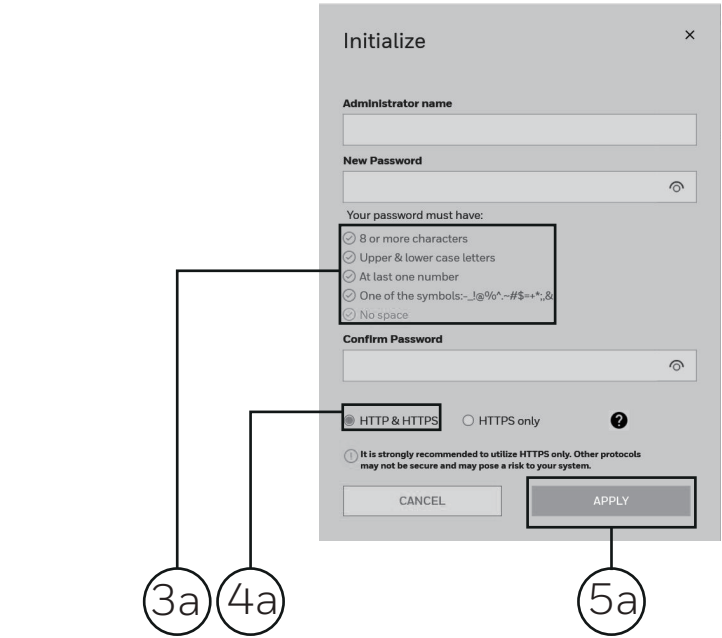 Initialize
×
Administrator name
New Password
Your password must have:
8 or more characters
Upper & lower case letters
At last one number
One of the symbols:-_!@%^.~#$=+*;,&
No space
Confirm Password
HTTP & HTTPS HTTPS only ?
It is strongly recommended to utilize HTTPS only. Other protocols
may not be secure and may pose a risk to your system.
CANCEL APPLY
3a 4a 5a